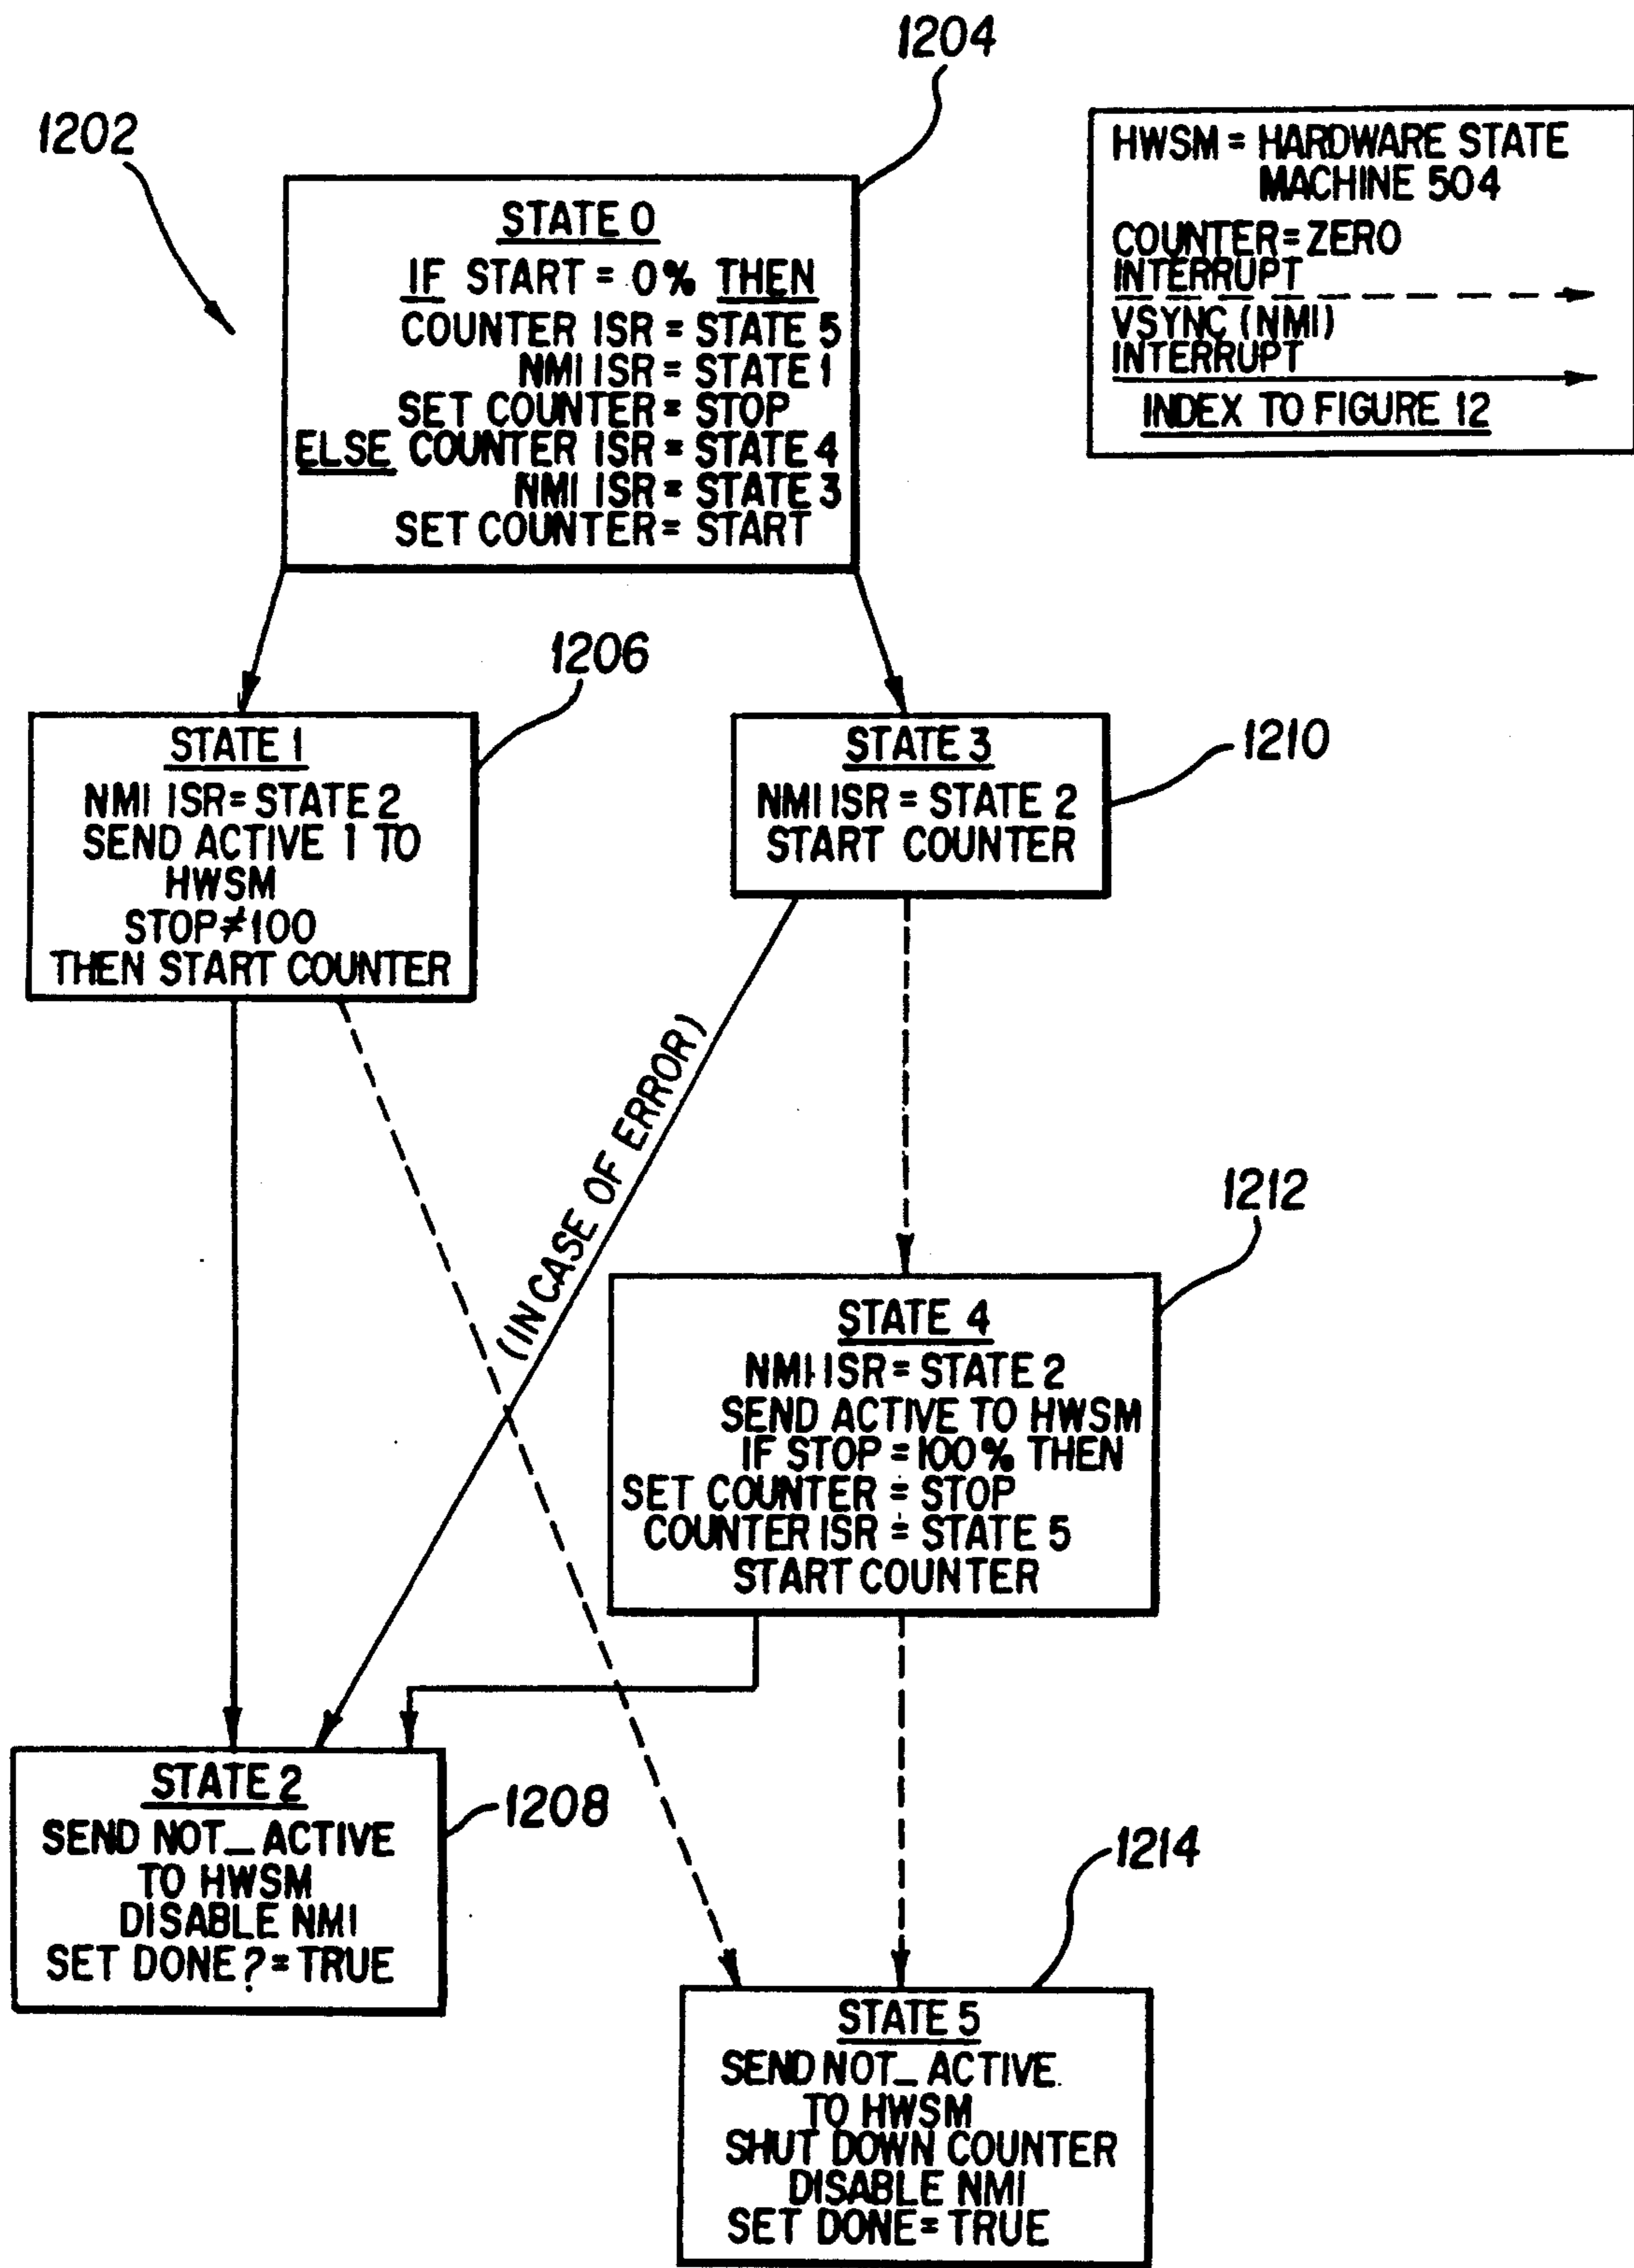 1204
1202
HWSM = HARDWARE STATE
MACHINE 504
COUNTER=ZERO
INTERRUPT
VSYNC (NMI)
INTERRUPT
INDEX TO FIGURE 12
STATE 0
IF START = 0% THEN
COUNTER ISR = STATE 5
NMI ISR = STATE 1
SET COUNTER = STOP
ELSE COUNTER ISR = STATE 4
NMI ISR = STATE 3
SET COUNTER = START
1206
STATE 1
NMI ISR = STATE 2
SEND ACTIVE 1 TO
HWSM
STOP≠100
THEN START COUNTER
1210
STATE 3
NMI ISR = STATE 2
START COUNTER
(IN CASE OF ERROR)
1212
STATE 4
NMI ISR = STATE 2
SEND ACTIVE TO HWSM
IF STOP = 100% THEN
SET COUNTER = STOP
COUNTER ISR = STATE 5
START COUNTER
1208
STATE 2
SEND NOT_ACTIVE
TO HWSM
DISABLE NMI
SET DONE? = TRUE
1214
STATE 5
SEND NOT_ACTIVE
TO HWSM
SHUT DOWN COUNTER
DISABLE NMI
SET DONE = TRUE